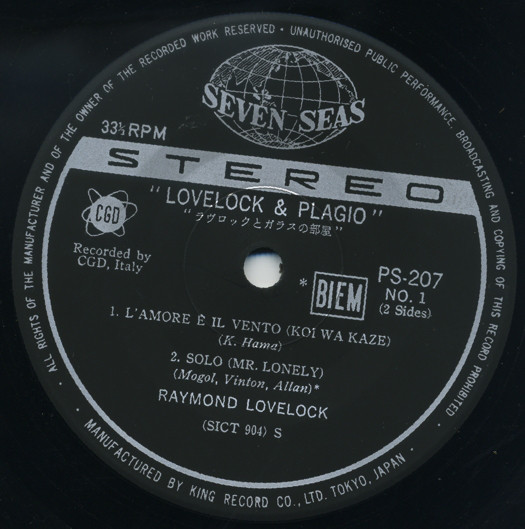 ALL RIGHTS OF THE MANUFACTURER AND OF THE OWNER OF THE RECORDED WORK RESERVED · UNAUTHORISED PUBLIC PERFORMANCE, BROADCASTING AND COPYING OF THIS RECORD PROHIBITED ·
SEVEN SEAS
33⅓ RPM
STEREO
"LOVELOCK & PLAGIO"
"ラヴロックとガラスの部屋"
CGD
Recorded by
CGD, Italy
* BIEM
PS-207
NO. 1
(2 Sides)
1. L'AMORE È IL VENTO (KOI WA KAZE)
(K. Hama)
2. SOLO (MR. LONELY)
(Mogol, Vinton, Allan)*
RAYMOND LOVELOCK
(SICT 904) S
· MANUFACTURED BY KING RECORD CO., LTD. TOKYO, JAPAN ·